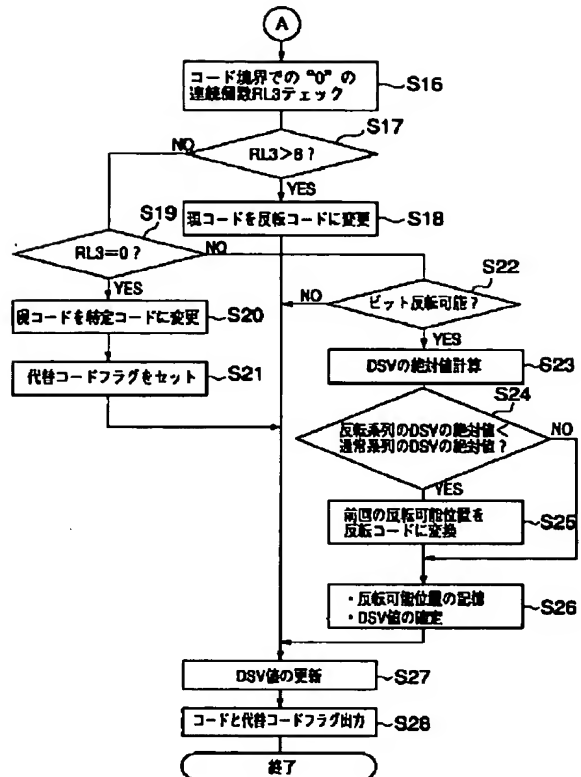 A
コード境界での "0" の
連続個数RL3チェック
S16
S17
NO
RL3>8 ?
YES
現コードを反転コードに変更
S18
S19
RL3=0 ?
NO
YES
S22
NO
ビット反転可能 ?
YES
現コードを特定コードに変更
S20
DSVの絶対値計算
S23
代替コードフラグをセット
S21
S24
反転系列のDSVの絶対値<
通常系列のDSVの絶対値 ?
NO
YES
前回の反転可能位置を
反転コードに変換
S25
・反転可能位置の記憶
・DSV値の確定
S26
DSV値の更新
S27
コードと代替コードフラグ出力
S28
終了